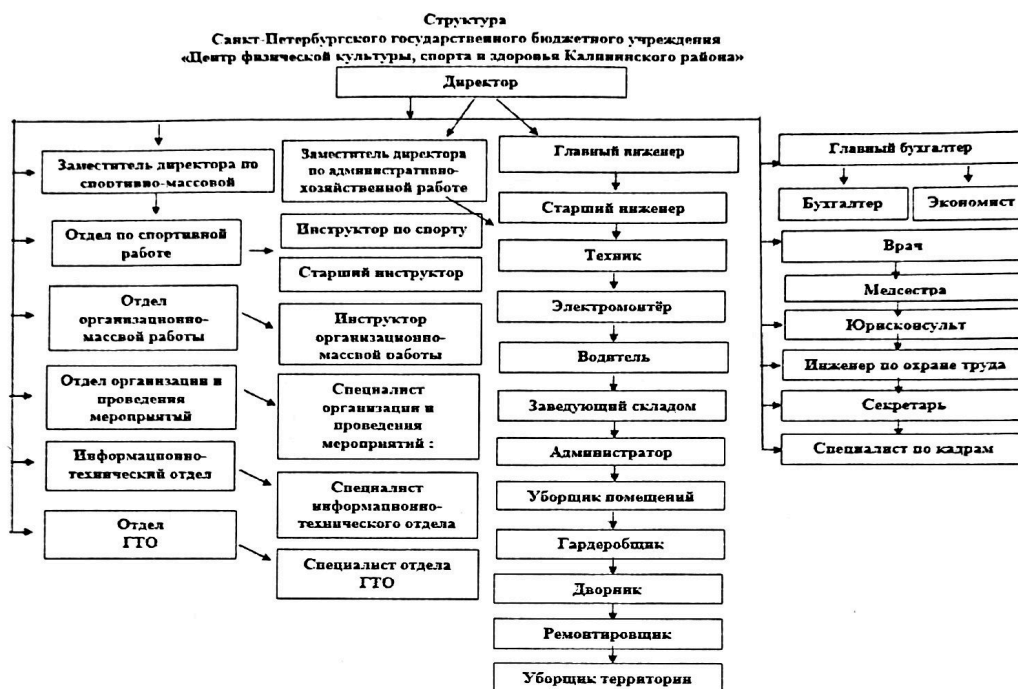 Структура
Санкт-Петербургского государственного бюджетного учреждения
«Центр физической культуры, спорта и здоровья Калининского района»
Директор
Заместитель директора по
спортивно-массовой
Отдел по спортивной
работе
Отдел
организационно-
массвой работы
Отдел организации и
проведения
мероприятий
Информационно-
технический отдел
Отдел
ГТО
Заместитель директора
по административно-
хозяйственной работе
Инструктор по спорту
Старший инструктор
Инструктор
организационно-
массвой работы
Специалист
организации и
проведения
мероприятий :
Специалист
информационно-
технического отдела
Специалист отдела
ГТО
Главный инженер
Старший инженер
Техник
Электромонтёр
Водитель
Заведующий складом
Администратор
Уборщик помещений
Гардеробщик
Дворник
Ремонтировщик
Уборщик территории
Главный бухгалтер
Бухгалтер
Экономист
Врач
Медсестра
Юрисконсульт
Инженер по охране труда
Секретарь
Специалист по кадрам